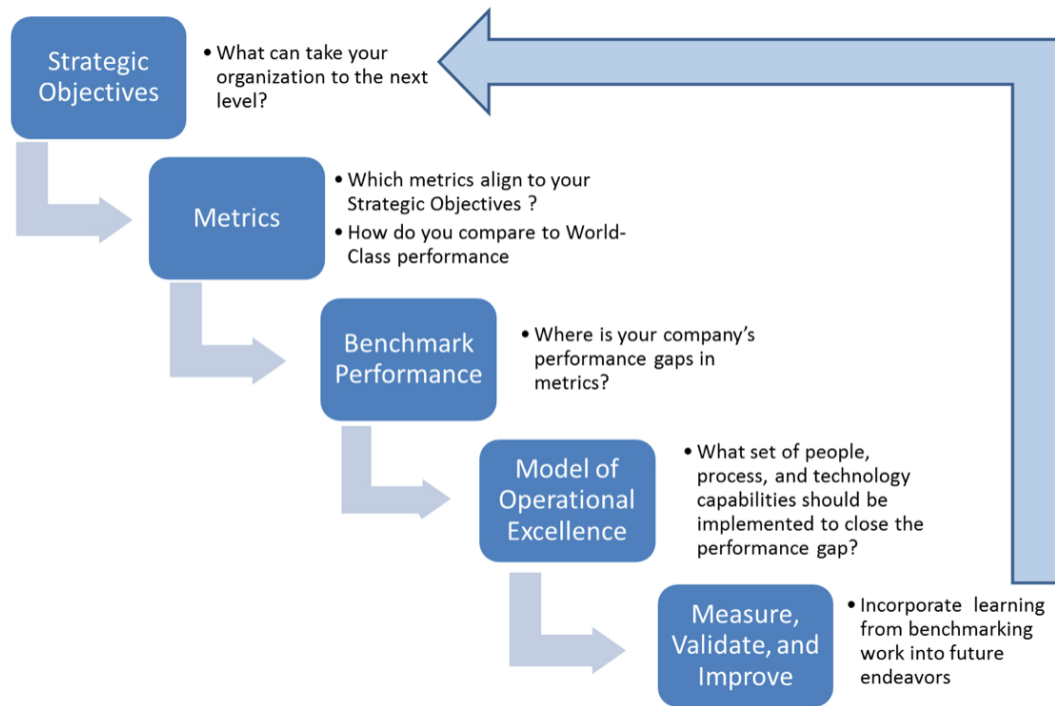 Strategic
Objectives
• What can take your
organization to the next
level?
Metrics
• Which metrics align to your
Strategic Objectives ?
• How do you compare to World-
Class performance
Benchmark
Performance
• Where is your company’s
performance gaps in
metrics?
Model of
Operational
Excellence
• What set of people,
process, and technology
capabilities should be
implemented to close the
performance gap?
Measure,
Validate, and
Improve
• Incorporate learning
from benchmarking
work into future
endeavors